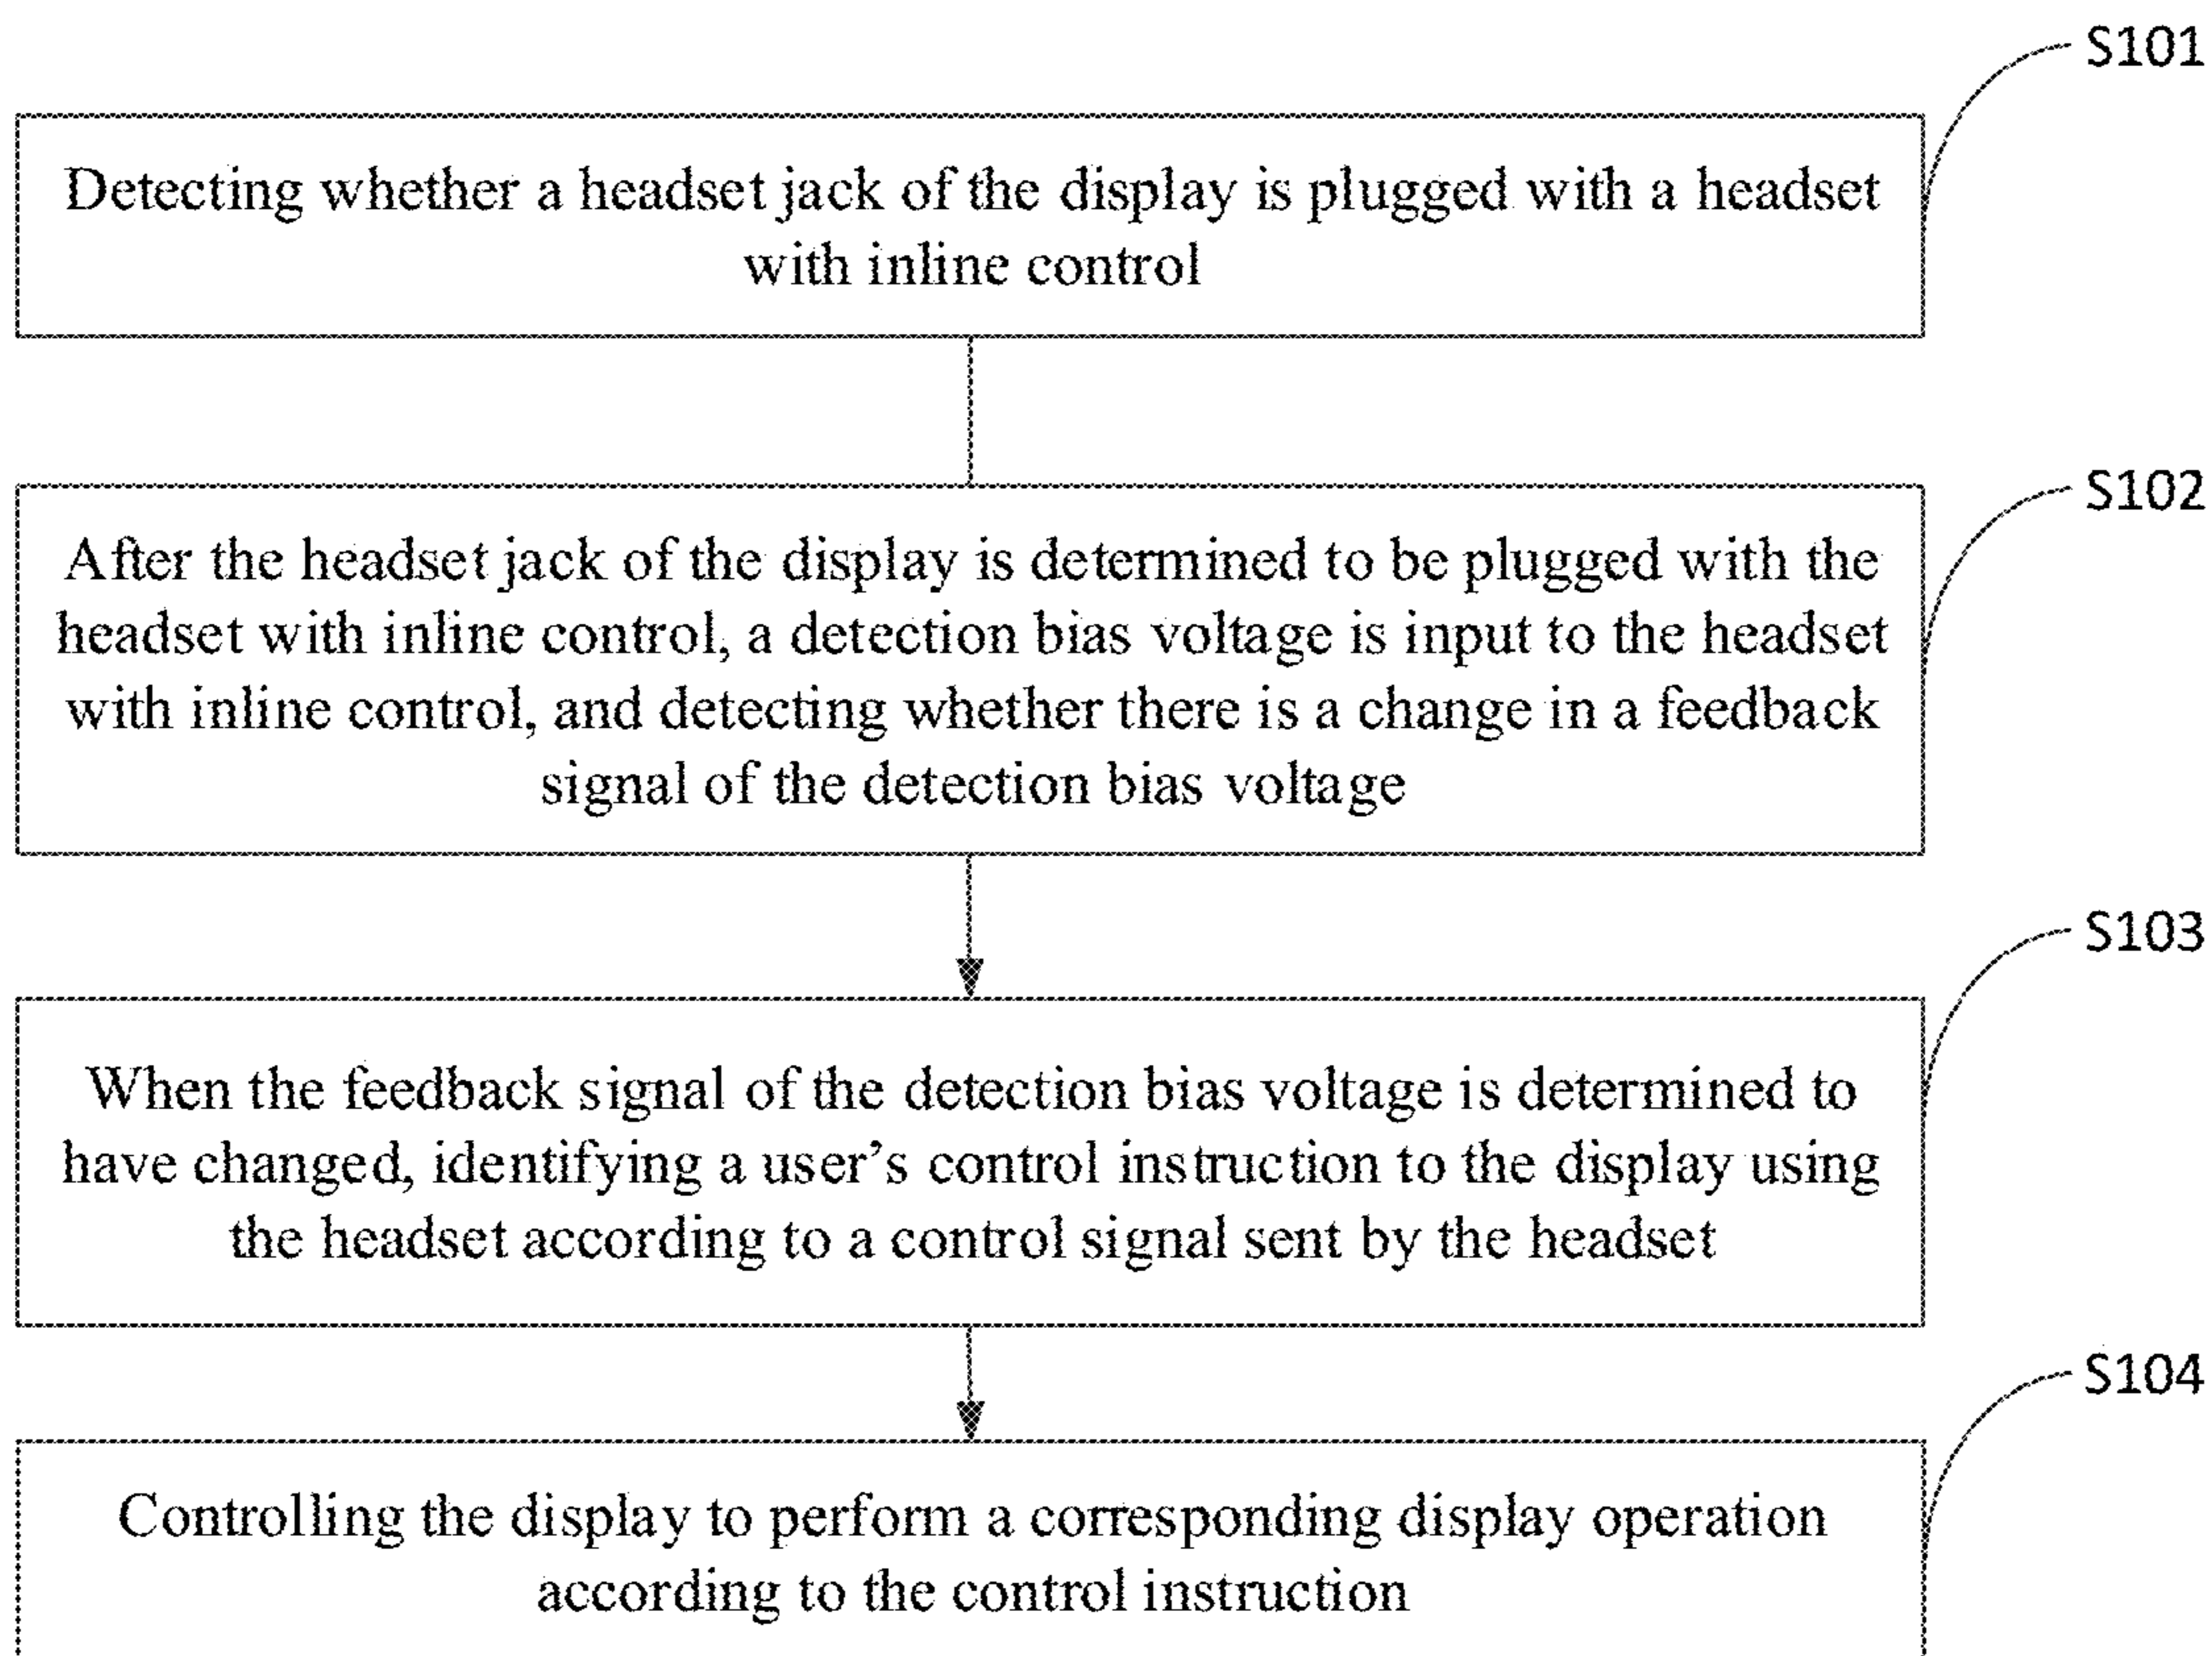 S101
Detecting whether a headset jack of the display is plugged with a headset
with inline control
S102
After the headset jack of the display is determined to be plugged with the
headset with inline control, a detection bias voltage is input to the headset
with inline control, and detecting whether there is a change in a feedback
signal of the detection bias voltage
S103
When the feedback signal of the detection bias voltage is determined to
have changed, identifying a user’s control instruction to the display using
the headset according to a control signal sent by the headset
S104
Controlling the display to perform a corresponding display operation
according to the control instruction